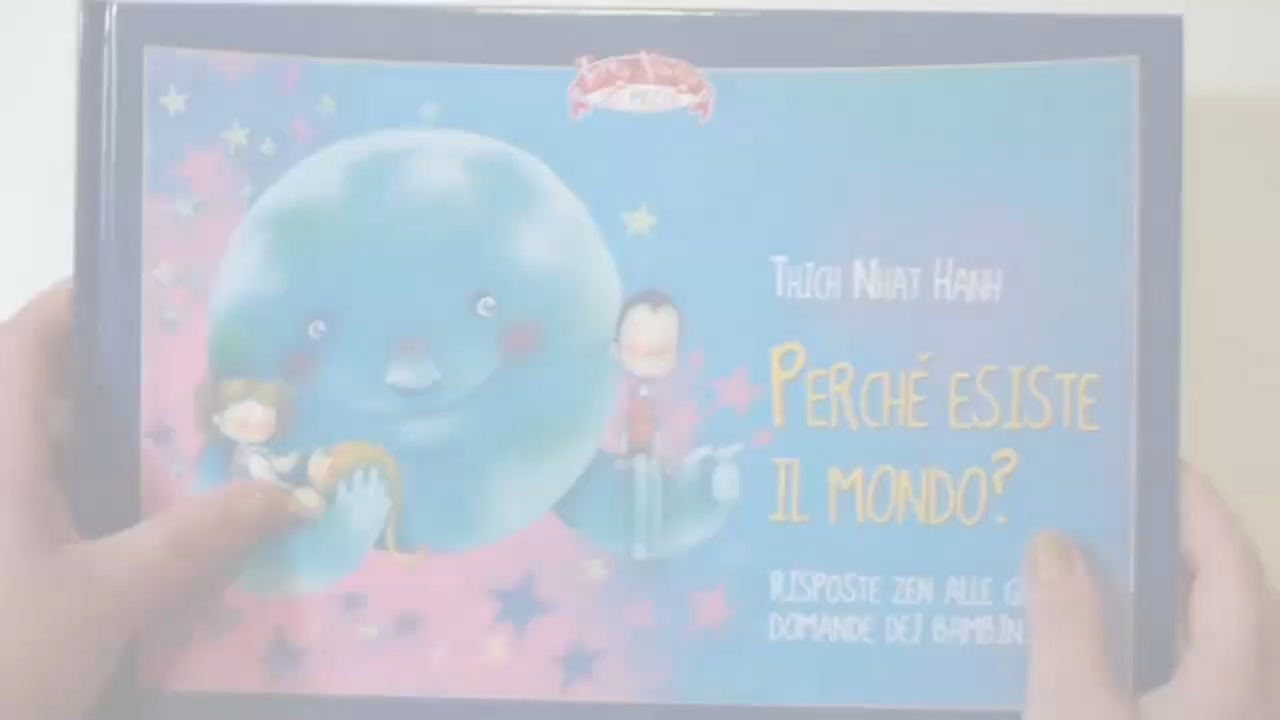 THICH NHAT HANH
PERCHÉ ESISTE
IL MONDO?
RISPOSTE ZEN ALLE
DOMANDE DEI